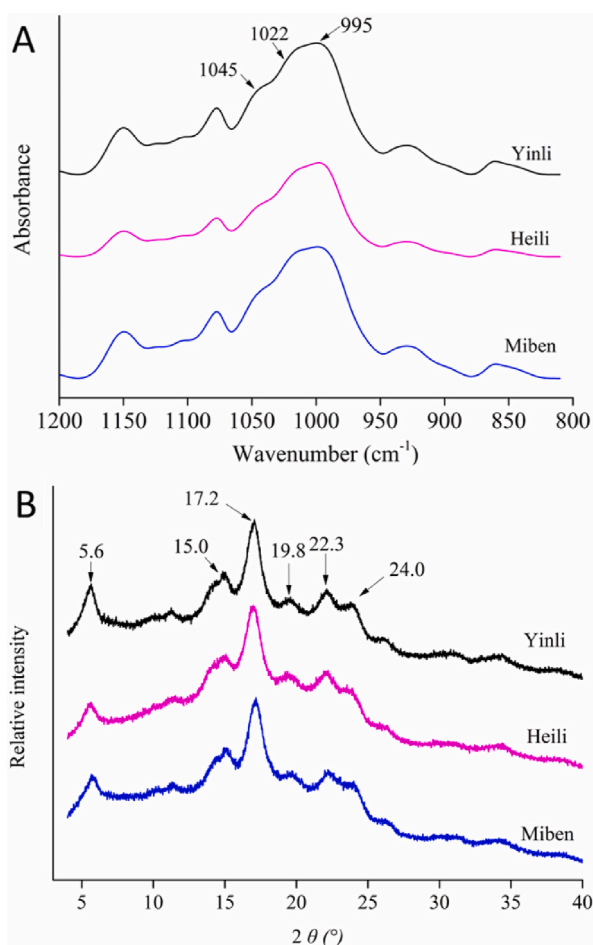 A
995
1022
1045
Absorbance
Yinli
Heili
Miben
1200 1150 1100 1050 1000 950 900 850 800
Wavenumber (cm⁻¹)
B
17.2
5.6
15.0
19.8
22.3
24.0
Relative intensity
Yinli
Heili
Miben
5 10 15 20 25 30 35 40
2 θ (°)